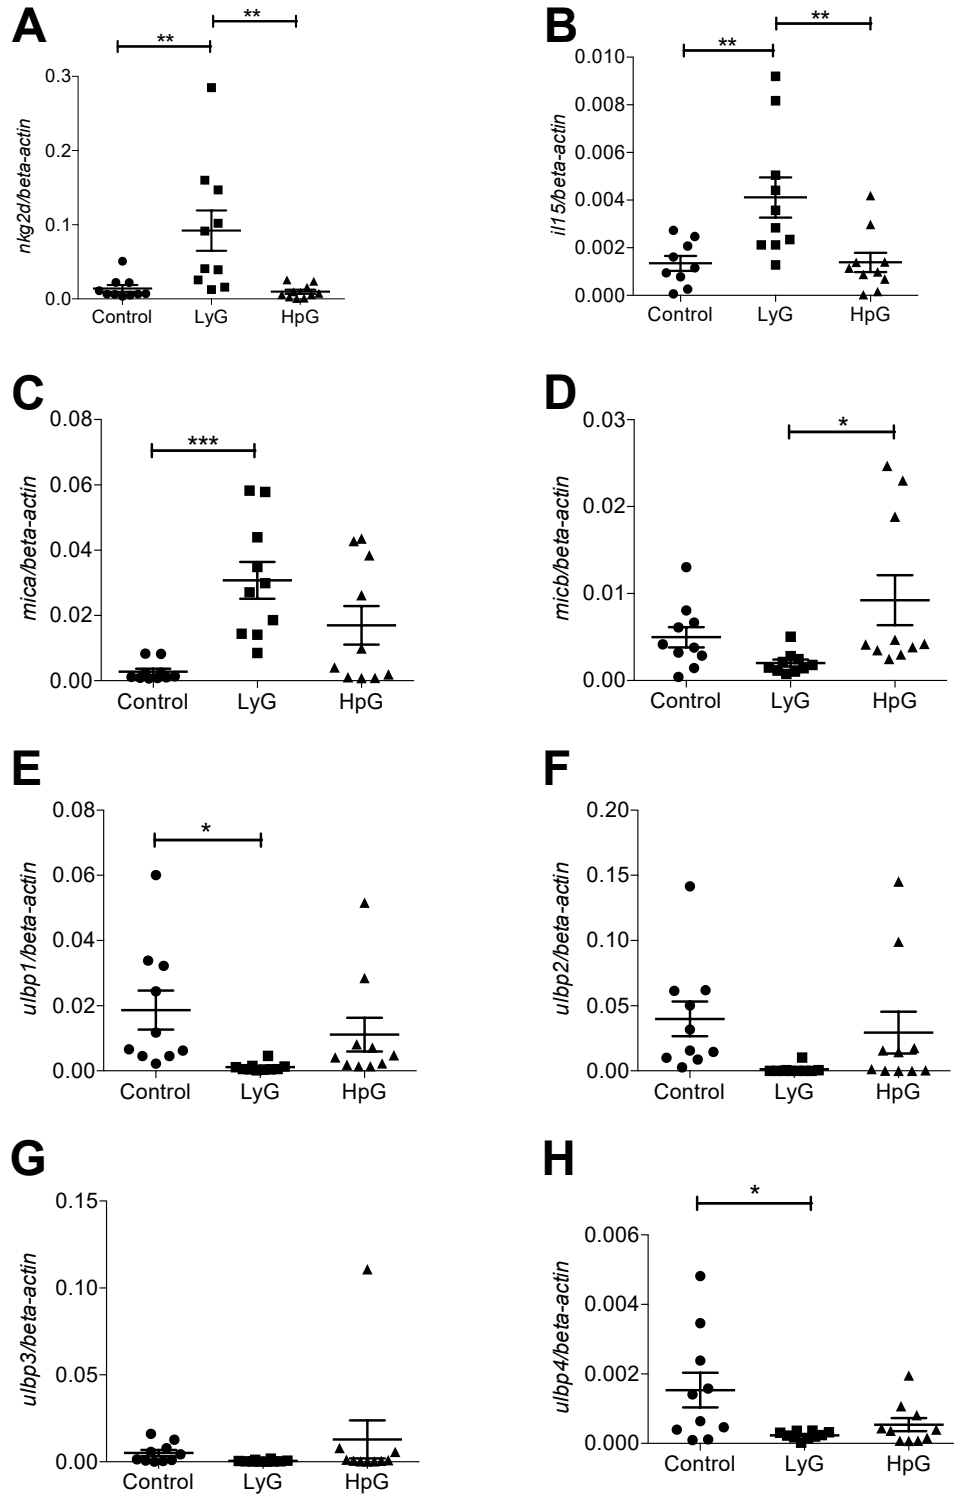 A
** **
nkg2d/beta-actin
0.3
0.2
0.1
0.0
Control LyG HpG
B
** **
il15/beta-actin
0.010
0.008
0.006
0.004
0.002
0.000
Control LyG HpG
C
***
mica/beta-actin
0.08
0.06
0.04
0.02
0.00
Control LyG HpG
D
*
micb/beta-actin
0.03
0.02
0.01
0.00
Control LyG HpG
E
*
ulbp1/beta-actin
0.08
0.06
0.04
0.02
0.00
Control LyG HpG
F
ulbp2/beta-actin
0.20
0.15
0.10
0.05
0.00
Control LyG HpG
G
ulbp3/beta-actin
0.15
0.10
0.05
0.00
Control LyG HpG
H
*
ulbp4/beta-actin
0.006
0.004
0.002
0.000
Control LyG HpG